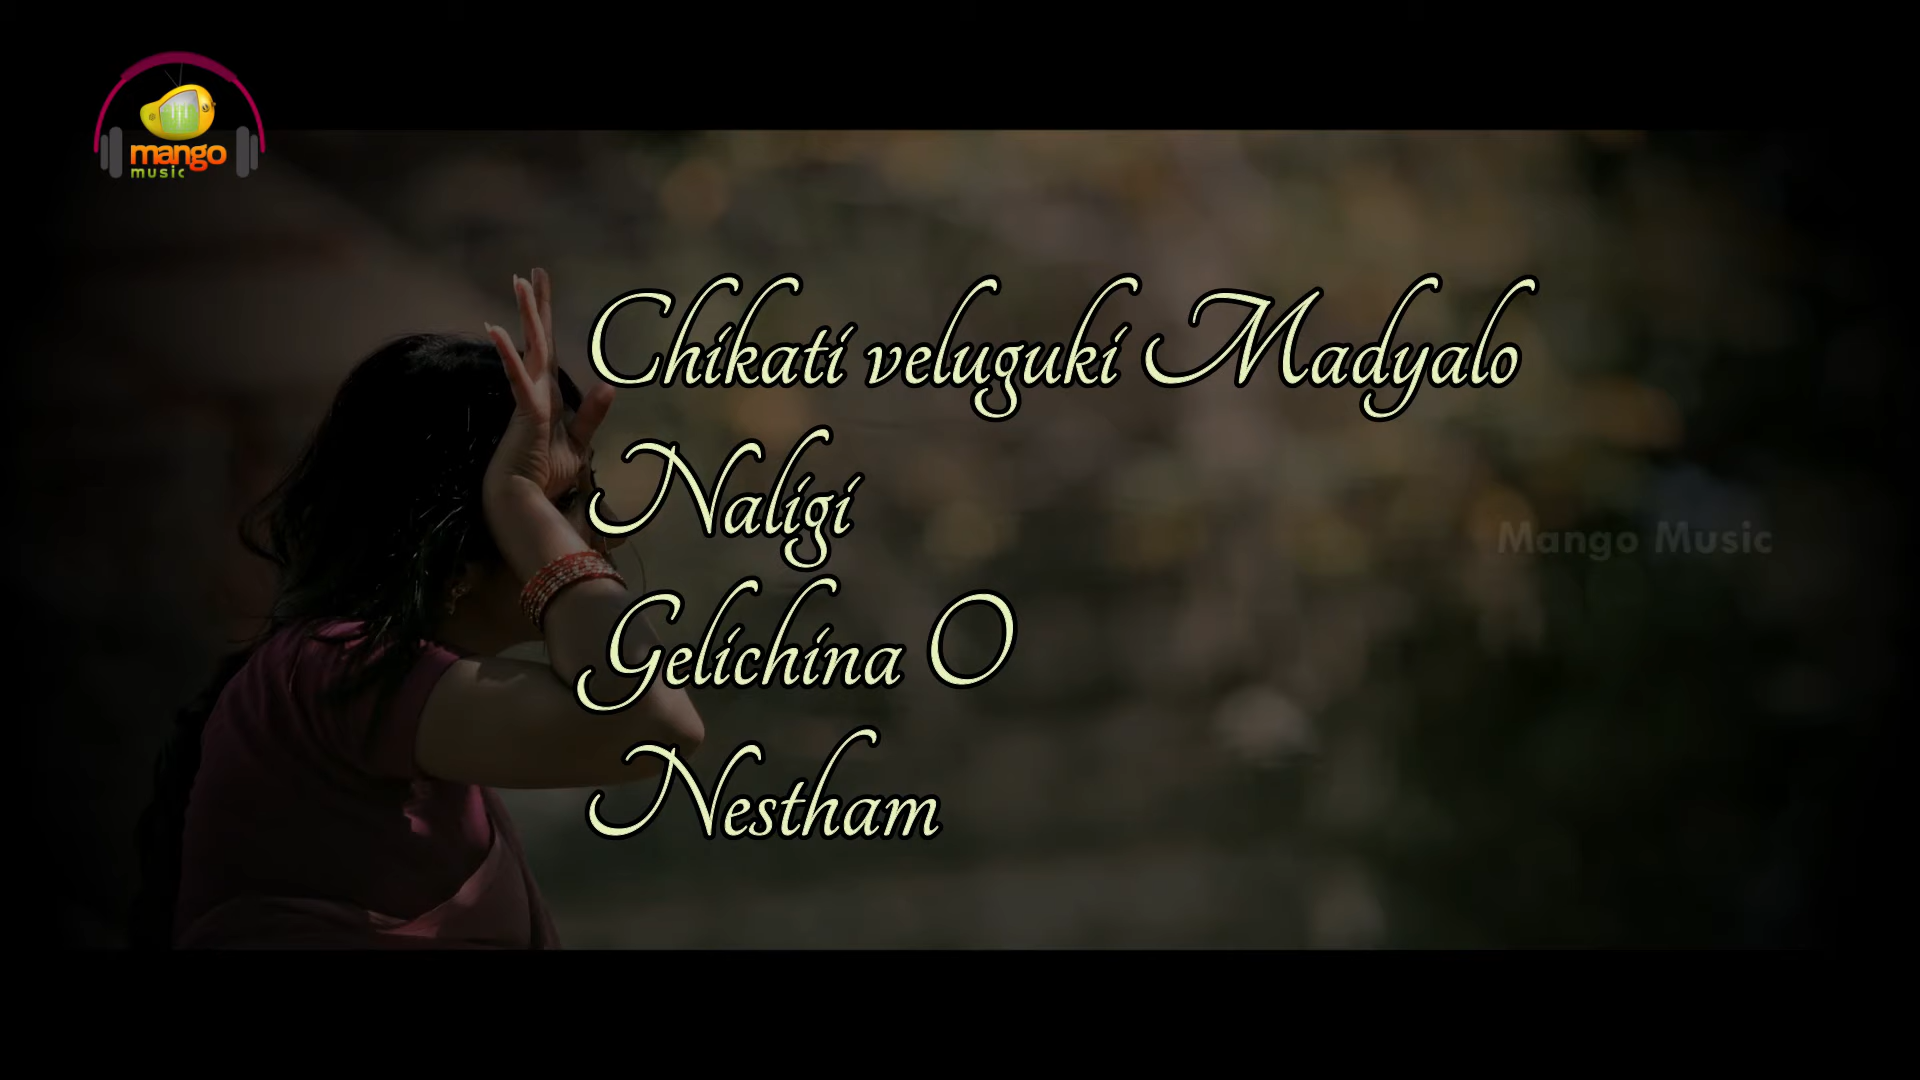 mango
music
Chikati veluguki Madyalo
Naligi
Gelichina O
Nestham
Mango Music